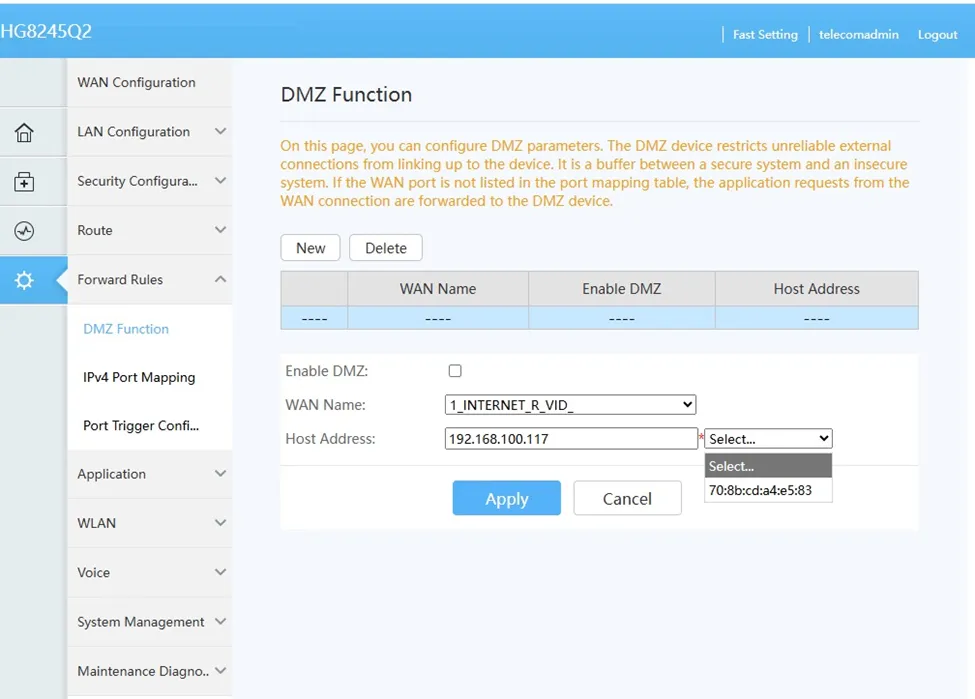 HG8245Q2
Fast Setting
telecomadmin
Logout
WAN Configuration
LAN Configuration
Security Configura...
Route
Forward Rules
DMZ Function
IPv4 Port Mapping
Port Trigger Confi...
Application
WLAN
Voice
System Management
Maintenance Diagno..
DMZ Function
On this page, you can configure DMZ parameters. The DMZ device restricts unreliable external
connections from linking up to the device. It is a buffer between a secure system and an insecure
system. If the WAN port is not listed in the port mapping table, the application requests from the
WAN connection are forwarded to the DMZ device.
New Delete
WAN Name Enable DMZ Host Address
---- ---- ---- ----
Enable DMZ:
WAN Name: 1_INTERNET_R_VID_
Host Address: 192.168.100.117 * Select...
Select...
70:8b:cd:a4:e5:83
Apply Cancel